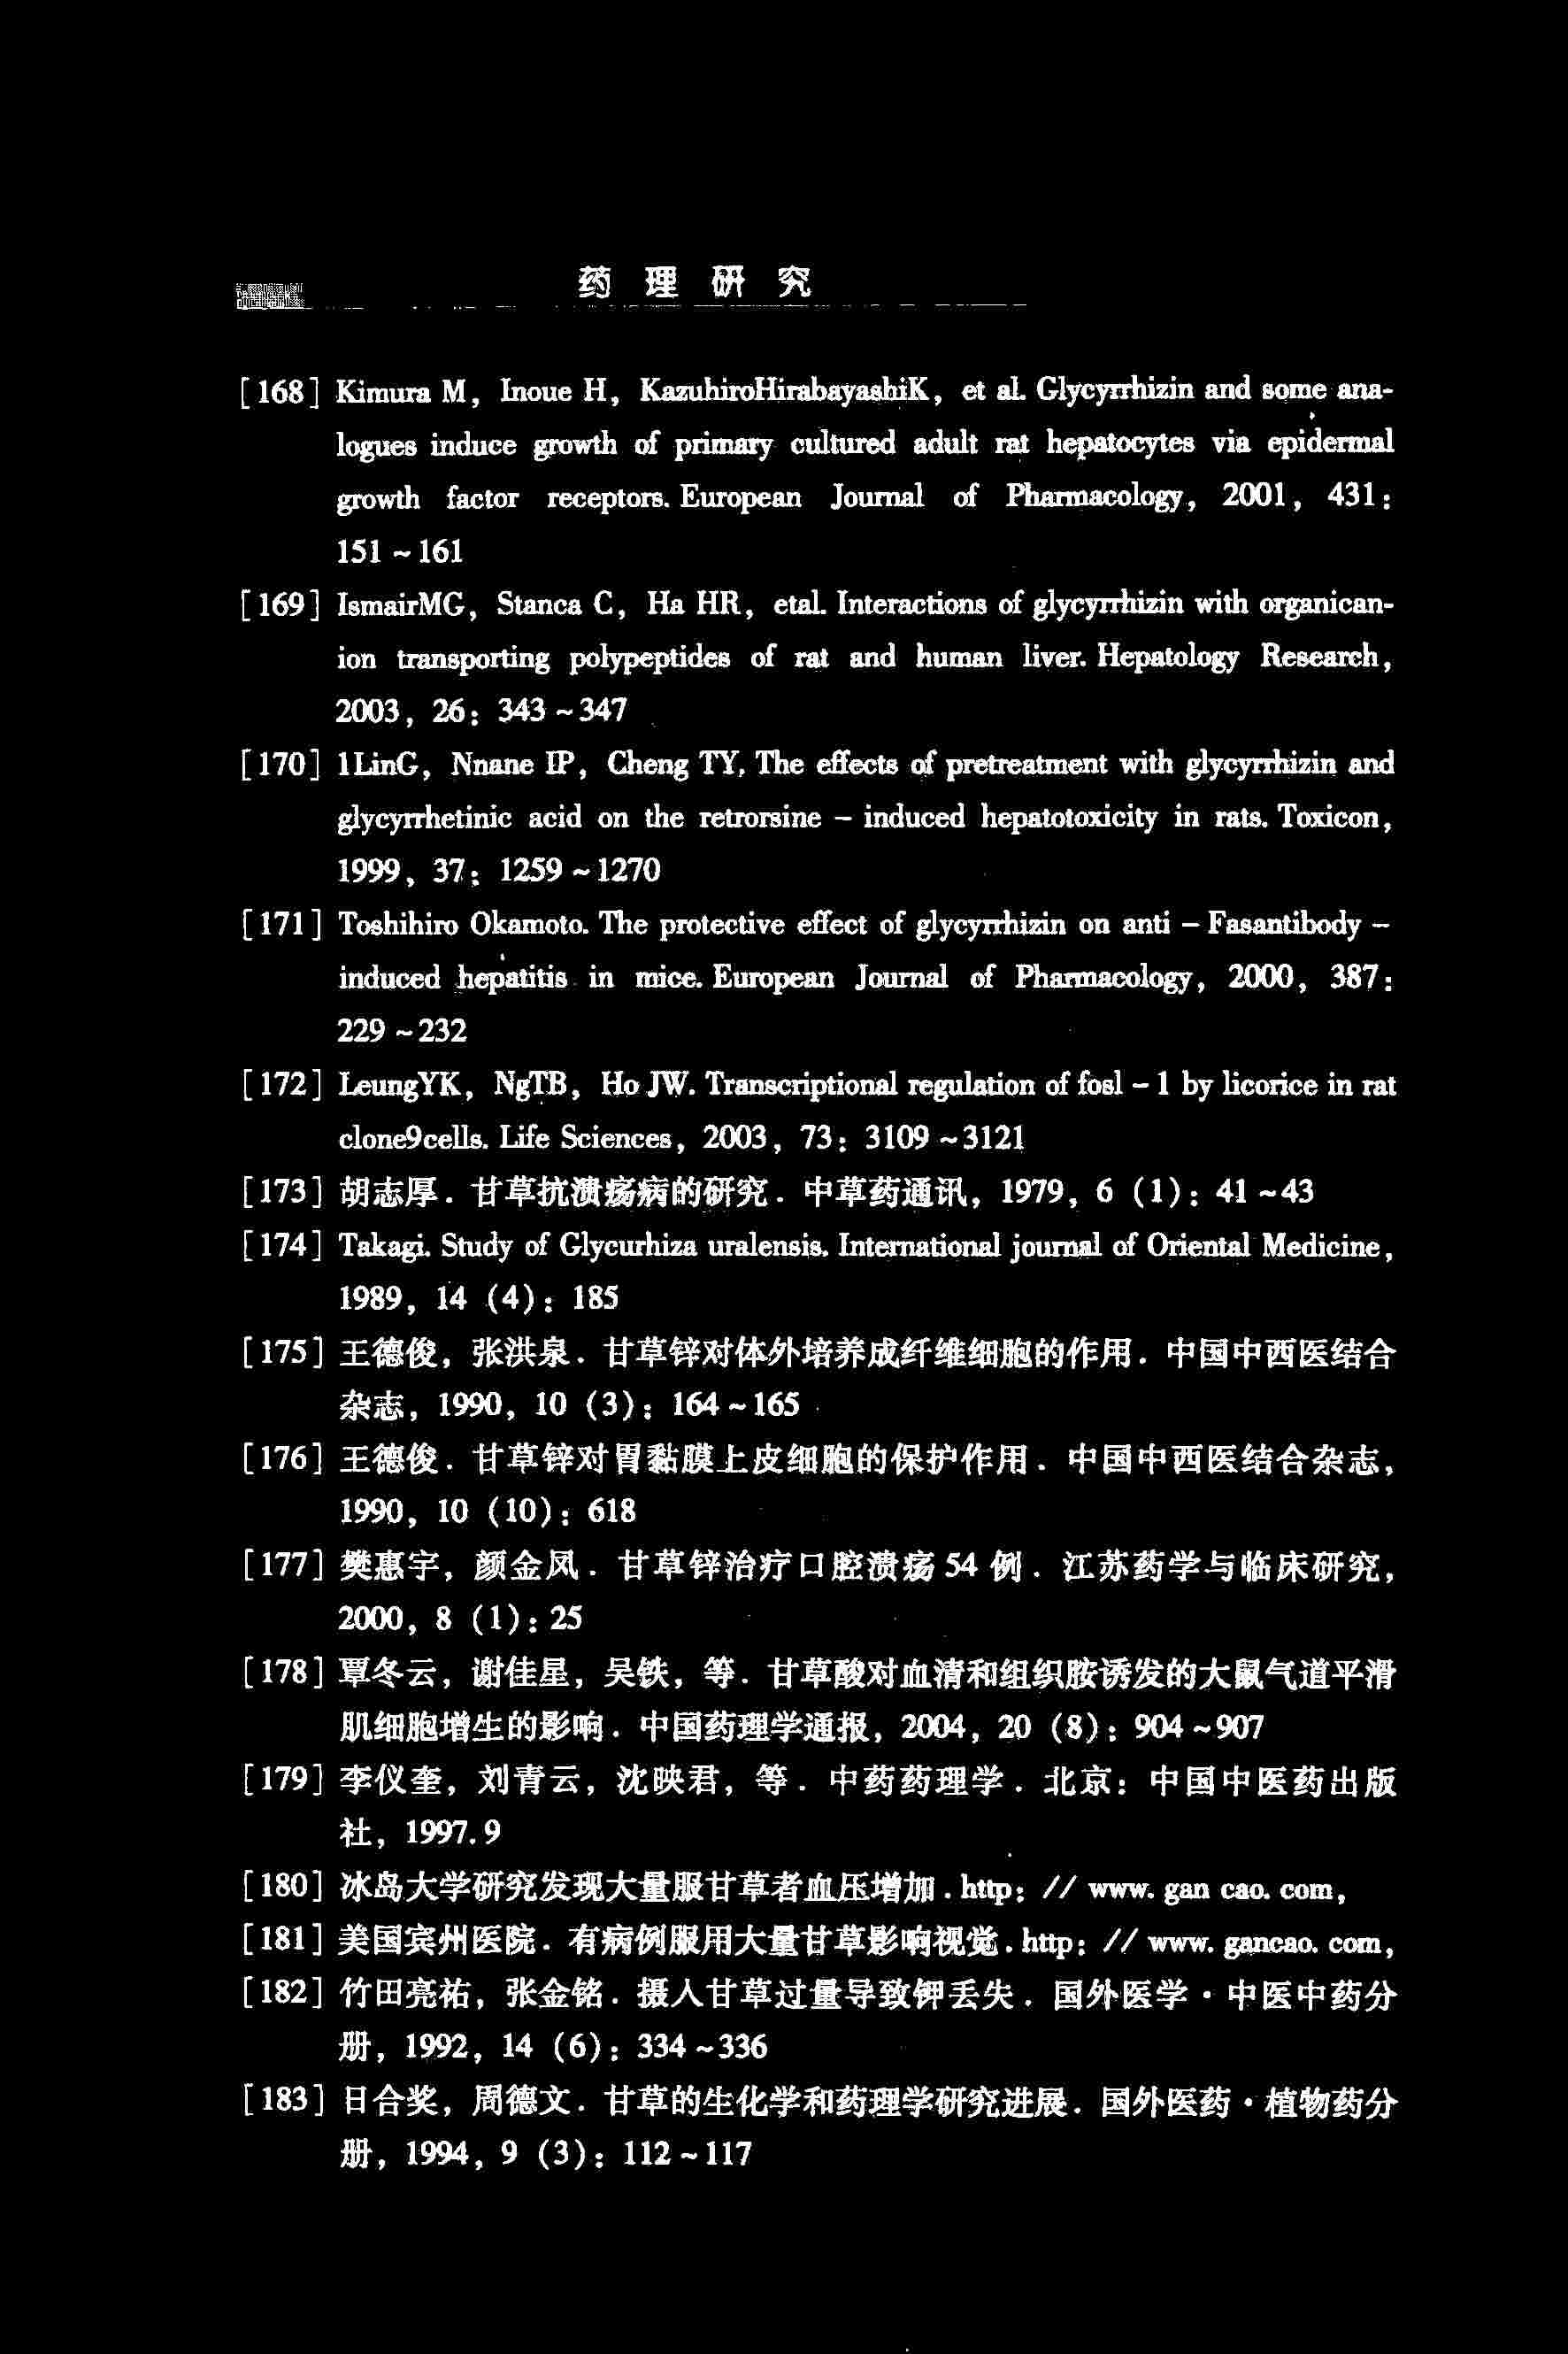 药理研究
[168] Kimura M, Inoue H, KazuhiroHirabayashiK, et al. Glycyrrhizin and some ana-
logues induce growth of primary cultured adult rat hepatocytes via epidermal
growth factor receptors. European Journal of Pharmacology, 2001, 431:
151~161
[169] IsmairMG, Stanca C, Ha HR, etal. Interactions of glycyrrhizin with organican-
ion transporting polypeptides of rat and human liver. Hepatology Research,
2003, 26: 343~347
[170] 1LinG, Nnane IP, Cheng TY, The effects of pretreatment with glycyrrhizin and
glycyrrhetinic acid on the retrorsine – induced hepatotoxicity in rats. Toxicon,
1999, 37: 1259~1270
[171] Toshihiro Okamoto. The protective effect of glycyrrhizin on anti – Fasantibody –
induced hepatitis in mice. European Journal of Pharmacology, 2000, 387:
229~232
[172] LeungYK, NgTB, Ho JW. Transcriptional regulation of fosl – 1 by licorice in rat
clone9cells. Life Sciences, 2003, 73: 3109~3121
[173] 胡志厚. 甘草抗溃疡病的研究. 中草药通讯, 1979, 6 (1): 41~43
[174] Takagi. Study of Glycurhiza uralensis. International journal of Oriental Medicine,
1989, 14 (4): 185
[175] 王德俊, 张洪泉. 甘草锌对体外培养成纤维细胞的作用. 中国中西医结合
杂志, 1990, 10 (3): 164~165
[176] 王德俊. 甘草锌对胃黏膜上皮细胞的保护作用. 中国中西医结合杂志,
1990, 10 (10): 618
[177] 樊惠宇, 颜金凤. 甘草锌治疗口腔溃疡54例. 江苏药学与临床研究,
2000, 8 (1): 25
[178] 覃冬云, 谢佳星, 吴铁, 等. 甘草酸对血清和组织胺诱发的大鼠气道平滑
肌细胞增生的影响. 中国药理学通报, 2004, 20 (8): 904~907
[179] 李仪奎, 刘青云, 沈映君, 等. 中药药理学. 北京: 中国中医药出版
社, 1997.9
[180] 冰岛大学研究发现大量服甘草者血压增加. http: // www. gan cao. com,
[181] 美国宾州医院. 有病例服用大量甘草影响视觉. http: // www. gancao. com,
[182] 竹田亮祐, 张金铭. 摄人甘草过量导致钾丢失. 国外医学·中医中药分
册, 1992, 14 (6): 334~336
[183] 日合奖, 周德文. 甘草的生化学和药理学研究进展. 国外医药·植物药分
册, 1994, 9 (3): 112~117